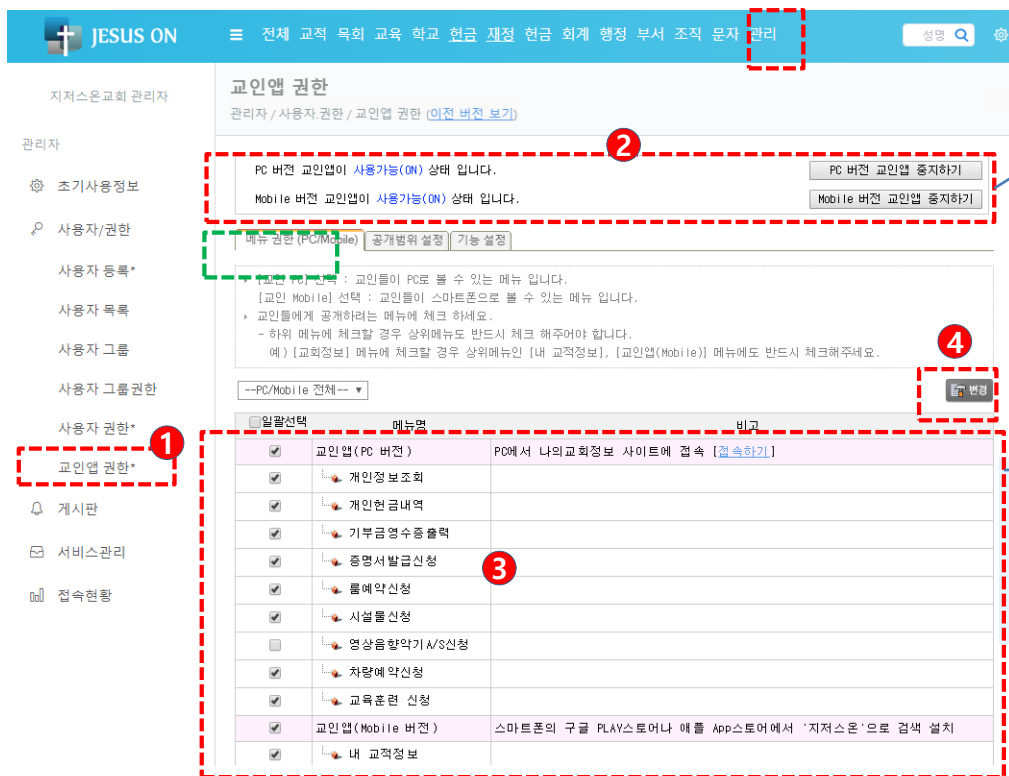 JESUS ON
전체 교적 목회 교육 학교 헌금 재정 헌금 회계 행정 부서 조직 문자 관리
성명
지저스온교회 관리자
관리자
초기사용정보
사용자/권한
사용자 등록*
사용자 목록
사용자 그룹
사용자 그룹권한
사용자 권한*
1
교인앱 권한*
게시판
서비스관리
접속현황
교인앱 권한
관리자 / 사용자.권한 / 교인앱 권한 (이전 버전 보기)
2
PC 버전 교인앱이 사용가능(ON) 상태 입니다.
PC 버전 교인앱 중지하기
Mobile 버전 교인앱이 사용가능(ON) 상태 입니다.
Mobile 버전 교인앱 중지하기
메뉴 권한 (PC/Mobile) 공개범위 설정 기능 설정
[교인 PC] 선택 : 교인들이 PC로 볼 수 있는 메뉴 입니다.
[교인 Mobile] 선택 : 교인들이 스마트폰으로 볼 수 있는 메뉴 입니다.
교인들에게 공개하려는 메뉴에 체크 하세요.
- 하위 메뉴에 체크할 경우 상위메뉴도 반드시 체크 해주어야 합니다.
예) [교회정보] 메뉴에 체크할 경우 상위메뉴인 [내 교적정보], [교인앱(Mobile)] 메뉴에도 반드시 체크해주세요.
4
--PC/Mobile 전체-- ▼
변경
일괄선택 메뉴명 비고
교인앱(PC 버전) PC에서 나의교회정보 사이트에 접속 [접속하기]
개인정보조회
개인헌금내역
기부금영수증출력
증명서발급신청
3
룸예약신청
시설물신청
영상음향악기A/S신청
차량예약신청
교육훈련 신청
교인앱(Mobile 버전) 스마트폰의 구글 PLAY스토어나 애플 App스토어에서 '지저스온'으로 검색 설치
내 교적정보